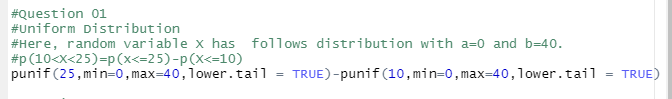 #Question 01
#Uniform Distribution
#Here, random variable X has  follows distribution with a=0 and b=40.
#p(10<X<25)=p(x<=25)-p(X<=10)
punif(25,min=0,max=40,lower.tail = TRUE)-punif(10,min=0,max=40,lower.tail = TRUE)